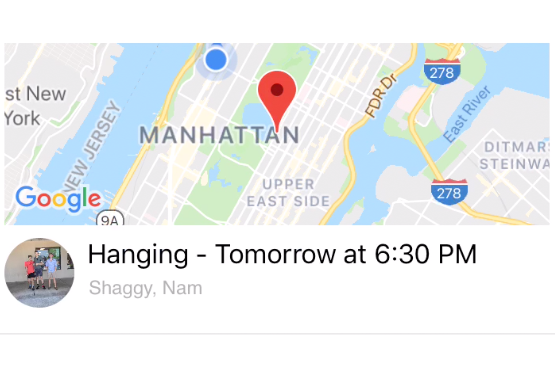 278
st New
York
FDR Dr
East River
NEW JERSEY
MANHATTAN
DITMARS
STEINWA
UPPER
EAST SIDE
278
Google
9A
Hanging - Tomorrow at 6:30 PM
Shaggy, Nam